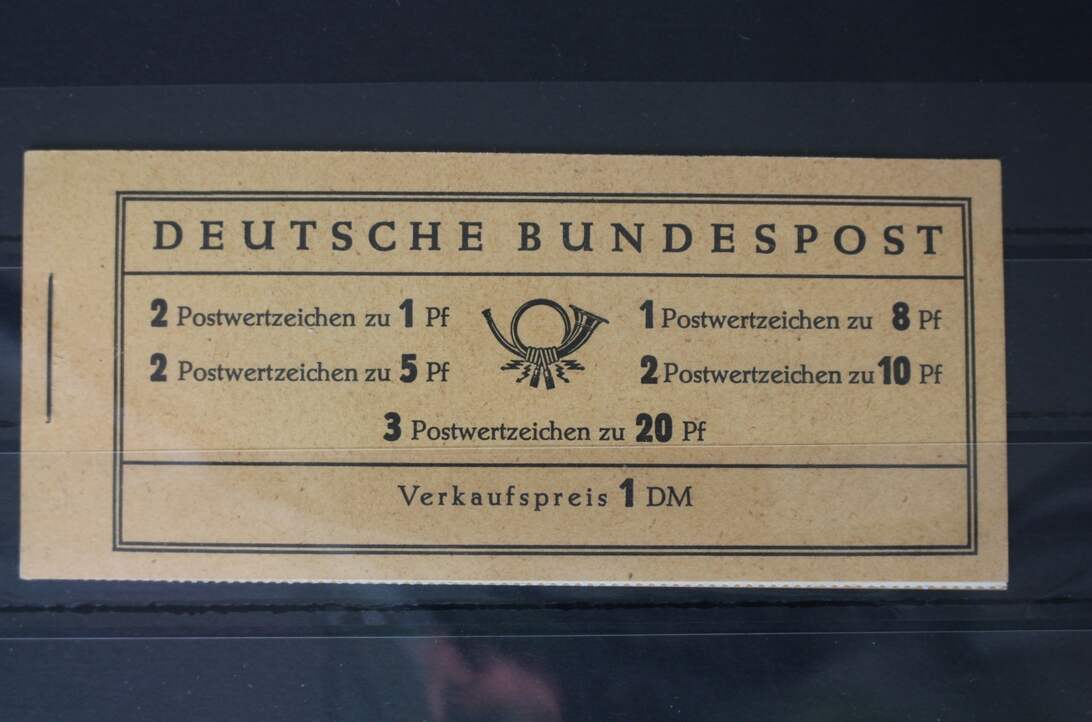 DEUTSCHE BUNDESPOST
2 Postwertzeichen zu 1 Pf
1 Postwertzeichen zu 8 Pf
2 Postwertzeichen zu 5 Pf
2 Postwertzeichen zu 10 Pf
3 Postwertzeichen zu 20 Pf
Verkaufspreis 1 DM